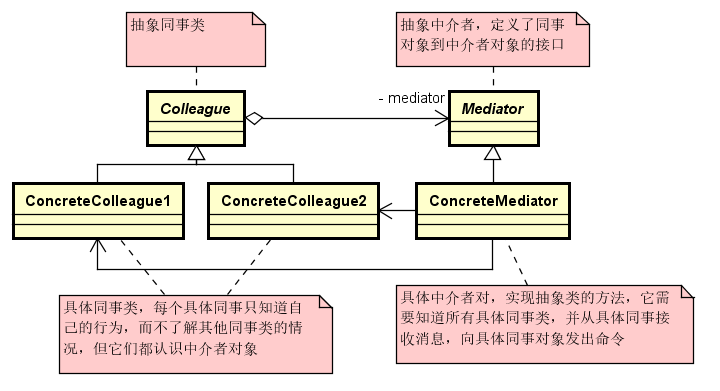 抽象同事类
抽象中介者，定义了同事
对象到中介者对象的接口
- mediator
Colleague
Mediator
ConcreteColleague1
ConcreteColleague2
ConcreteMediator
具体同事类，每个具体同事只知道自
己的行为，而不了解其他同事类的情
况，但它们都认识中介者对象
具体中介者对，实现抽象类的方法，它需
要知道所有具体同事类，并从具体同事接
收消息，向具体同事对象发出命令